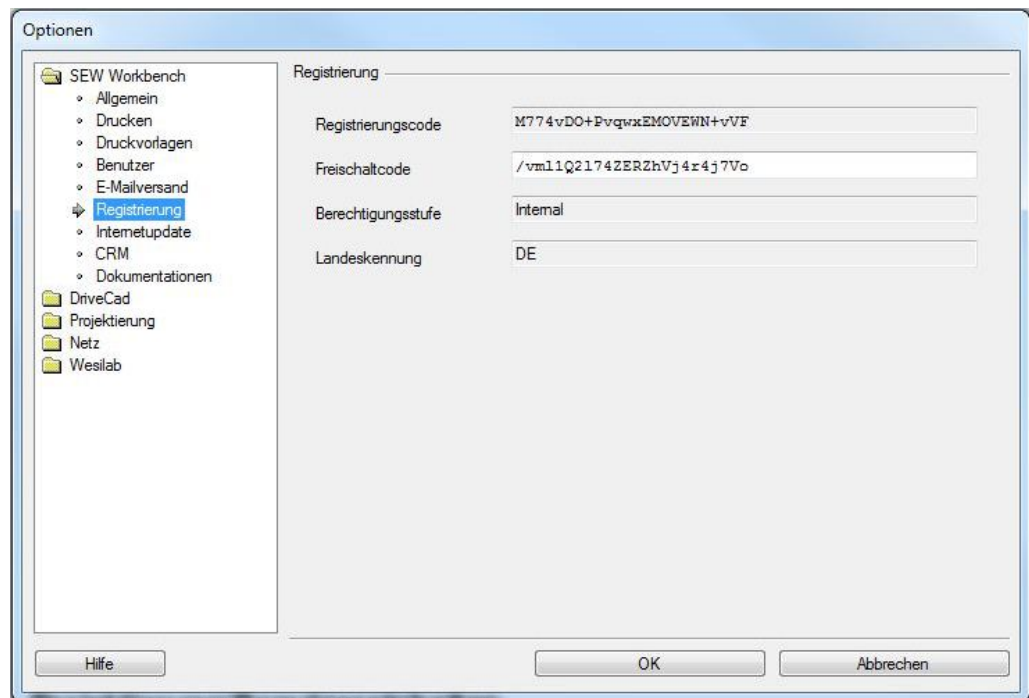 Optionen
SEW Workbench
Allgemein
Drucken
Druckvorlagen
Benutzer
E-Mailversand
Registrierung
Internetupdate
CRM
Dokumentationen
DriveCad
Projektierung
Netz
Wesilab
Registrierung
Registrierungscode M774vDO+PvqwxEMOVEWN+vVF
Freischaltcode /vml1Q2l74ZERZhVj4r4j7Vo
Berechtigungsstufe Internal
Landeskennung DE
Hilfe OK Abbrechen